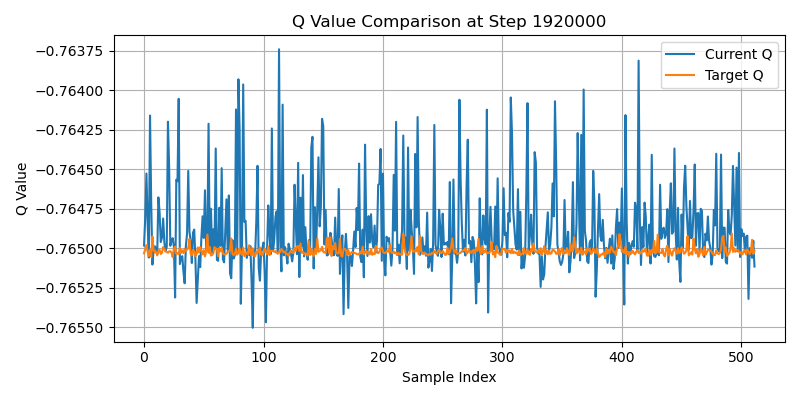 Q Value Comparison at Step 1920000
Current Q
Target Q
Q Value
−0.76375
−0.76400
−0.76425
−0.76450
−0.76475
−0.76500
−0.76525
−0.76550
0 100 200 300 400 500
Sample Index